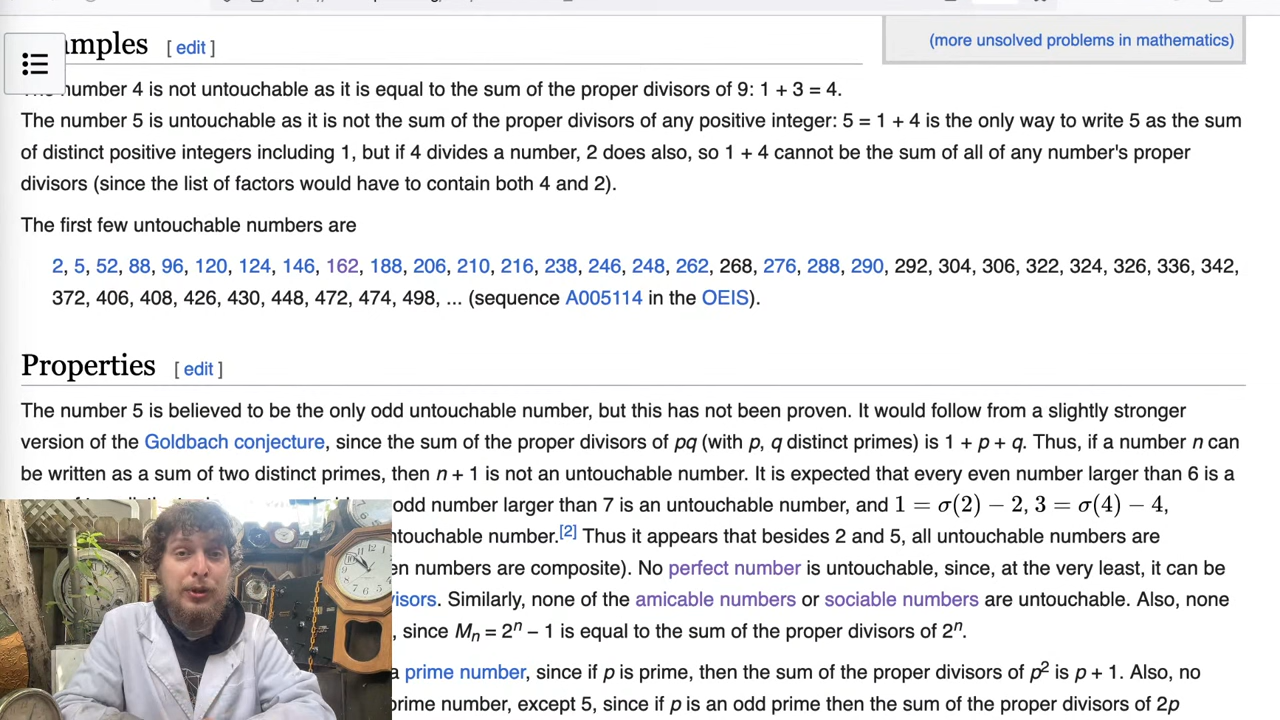 mples [ edit ]
(more unsolved problems in mathematics)
number 4 is not untouchable as it is equal to the sum of the proper divisors of 9: 1 + 3 = 4.
The number 5 is untouchable as it is not the sum of the proper divisors of any positive integer: 5 = 1 + 4 is the only way to write 5 as the sum
of distinct positive integers including 1, but if 4 divides a number, 2 does also, so 1 + 4 cannot be the sum of all of any number's proper
divisors (since the list of factors would have to contain both 4 and 2).
The first few untouchable numbers are
2, 5, 52, 88, 96, 120, 124, 146, 162, 188, 206, 210, 216, 238, 246, 248, 262, 268, 276, 288, 290, 292, 304, 306, 322, 324, 326, 336, 342,
372, 406, 408, 426, 430, 448, 472, 474, 498, ... (sequence A005114 in the OEIS).
Properties [ edit ]
The number 5 is believed to be the only odd untouchable number, but this has not been proven. It would follow from a slightly stronger
version of the Goldbach conjecture, since the sum of the proper divisors of pq (with p, q distinct primes) is 1 + p + q. Thus, if a number n can
be written as a sum of two distinct primes, then n + 1 is not an untouchable number. It is expected that every even number larger than 6 is a
odd number larger than 7 is an untouchable number, and 1 = σ(2) − 2, 3 = σ(4) − 4,
ntouchable number.[2] Thus it appears that besides 2 and 5, all untouchable numbers are
en numbers are composite). No perfect number is untouchable, since, at the very least, it can be
visors. Similarly, none of the amicable numbers or sociable numbers are untouchable. Also, none
, since Mn = 2ⁿ − 1 is equal to the sum of the proper divisors of 2ⁿ.
a prime number, since if p is prime, then the sum of the proper divisors of p² is p + 1. Also, no
prime number, except 5, since if p is an odd prime then the sum of the proper divisors of 2p